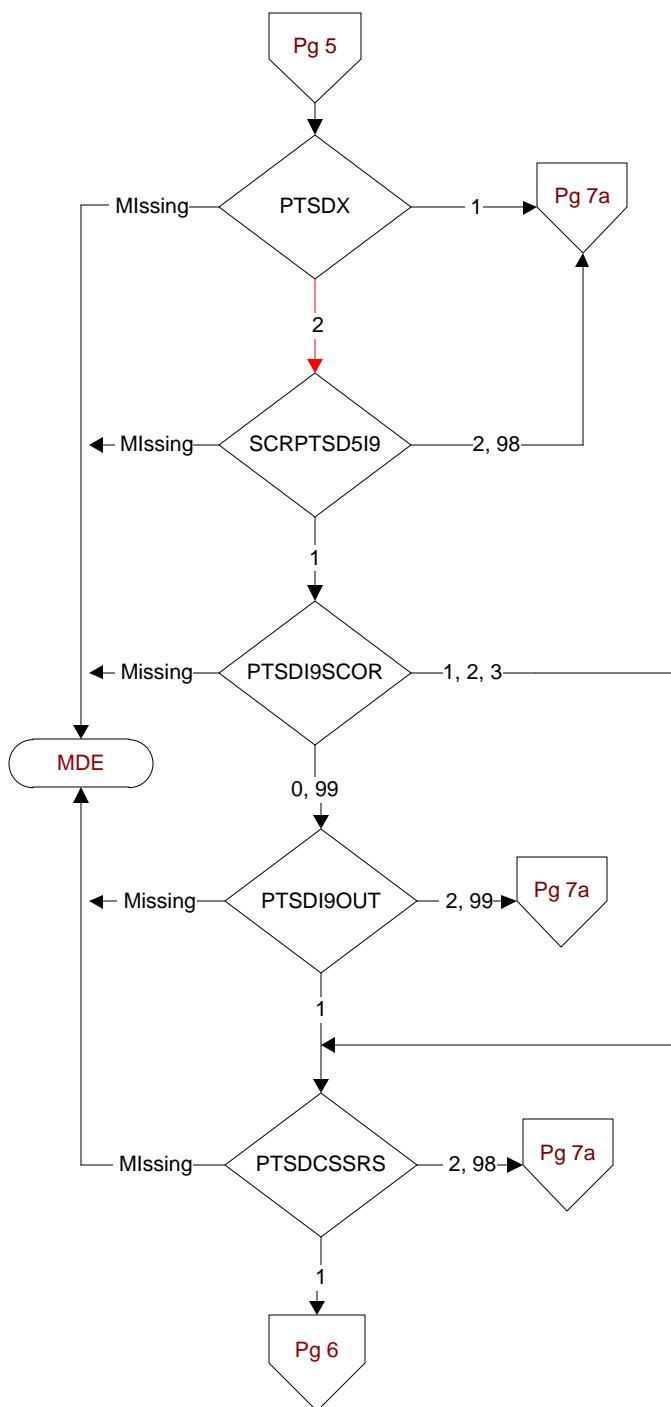 Pg 5
MIssing
PTSDX
1
Pg 7a
2
MIssing
SCRPTSD5I9
2, 98
1
Missing
PTSDI9SCOR
1, 2, 3
MDE
0, 99
Missing
PTSDI9OUT
2, 99
Pg 7a
1
MIssing
PTSDCSSRS
2, 98
Pg 7a
1
Pg 6